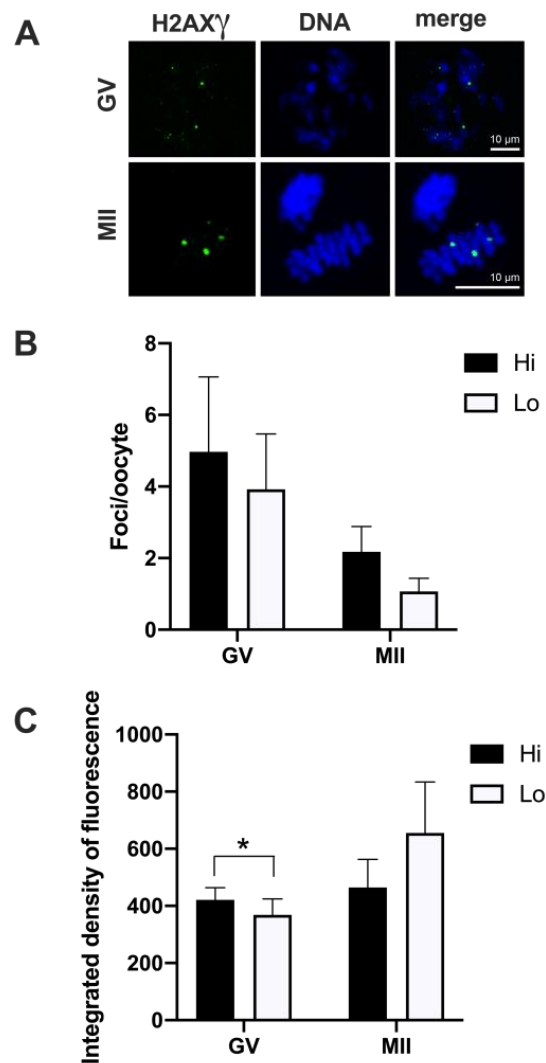 A
H2AXγ DNA merge
GV
10 µm
MII
10 µm
B
Foci/oocyte
8
6
4
2
0
GV MII
Hi
Lo
C
Integrated density of fluorescence
1000
800
600
400
200
0
*
GV MII
Hi
Lo